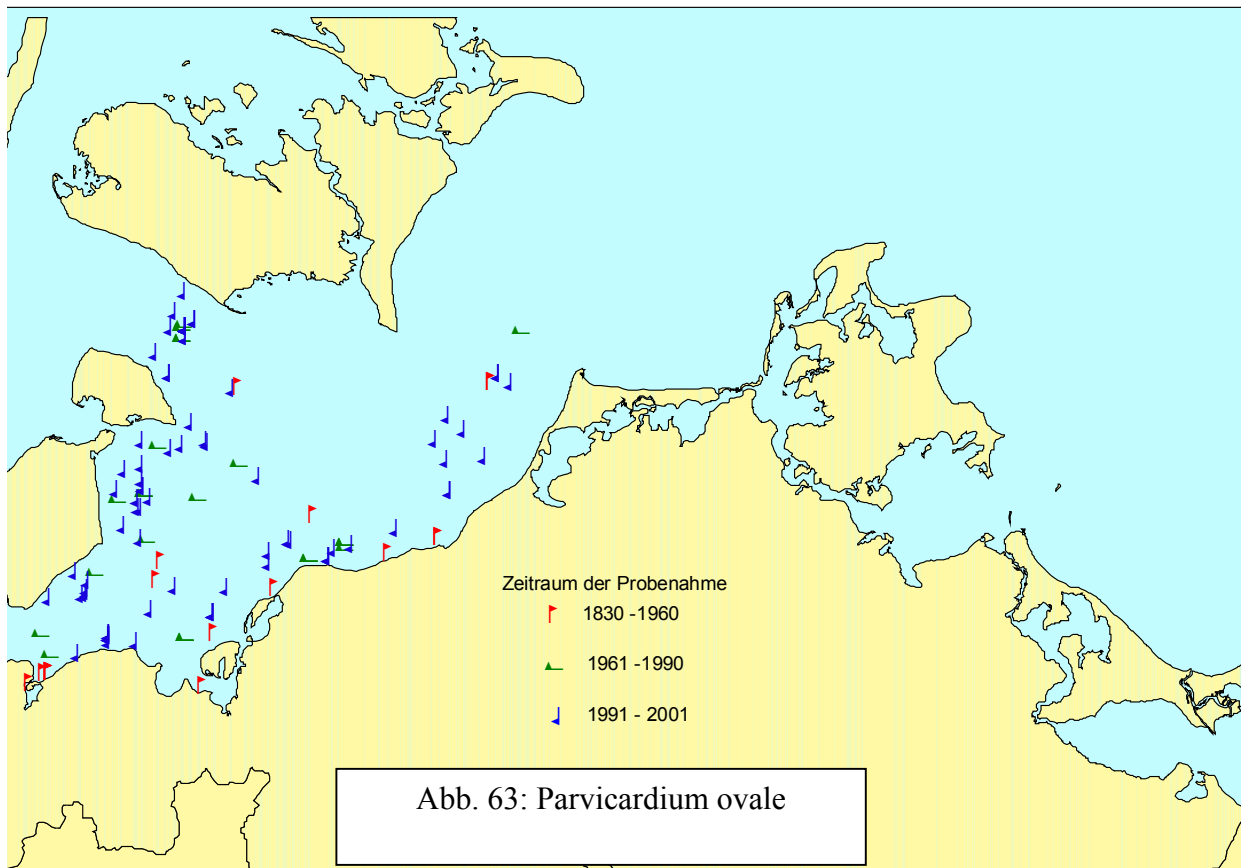 Zeitraum der Probenahme
1830 -1960
1961 -1990
1991 - 2001
Abb. 63: Parvicardium ovale